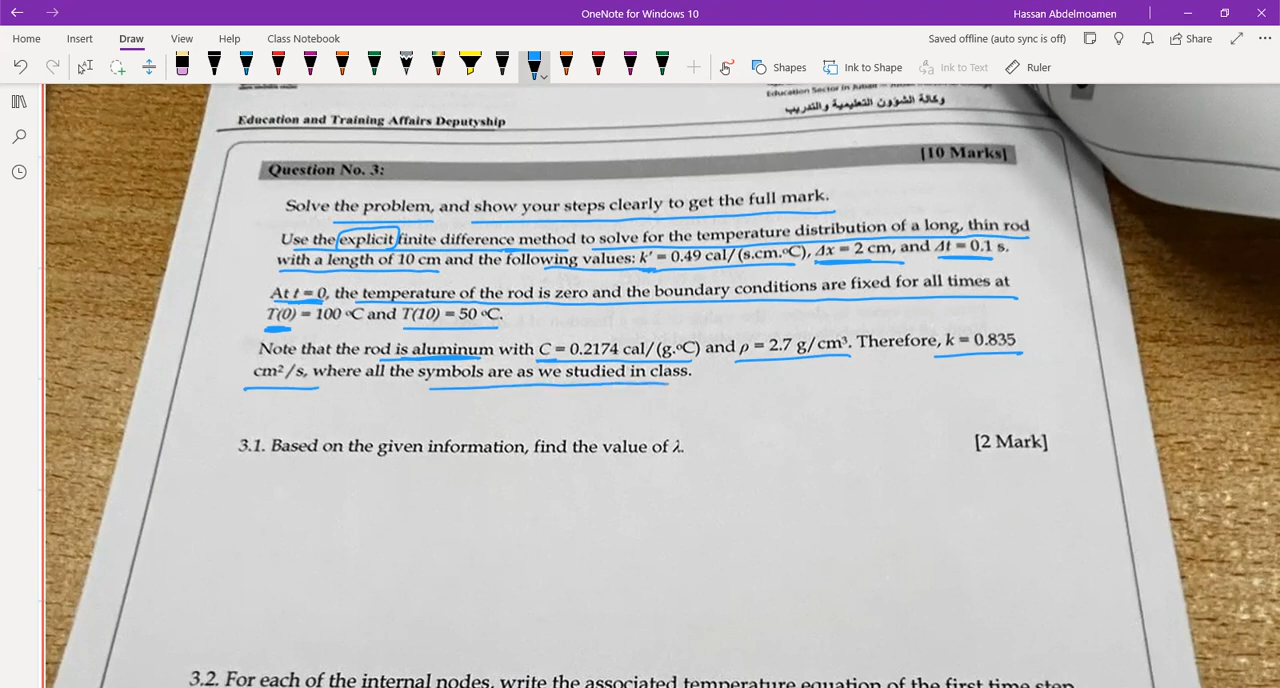 OneNote for Windows 10
Hassan Abdelmoamen
Home Insert Draw View Help Class Notebook
Saved offline (auto sync is off)
Share
Shapes
Ink to Shape
Ink to Text
Ruler
Education Sector in Jubail
وكالة الشؤون التعليمية والتدريب
Education and Training Affairs Deputyship
Question No. 3: [10 Marks]
Solve the problem, and show your steps clearly to get the full mark.
Use the explicit finite difference method to solve for the temperature distribution of a long, thin rod
with a length of 10 cm and the following values: k' = 0.49 cal/(s.cm.ºC), Δx = 2 cm, and Δt = 0.1 s.
At t = 0, the temperature of the rod is zero and the boundary conditions are fixed for all times at
T(0) = 100 ºC and T(10) = 50 ºC.
Note that the rod is aluminum with C = 0.2174 cal/(g.ºC) and ρ = 2.7 g/cm³. Therefore, k = 0.835
cm²/s, where all the symbols are as we studied in class.
3.1. Based on the given information, find the value of λ. [2 Mark]
3.2. For each of the internal nodes, write the associated temperature equation of the first time step